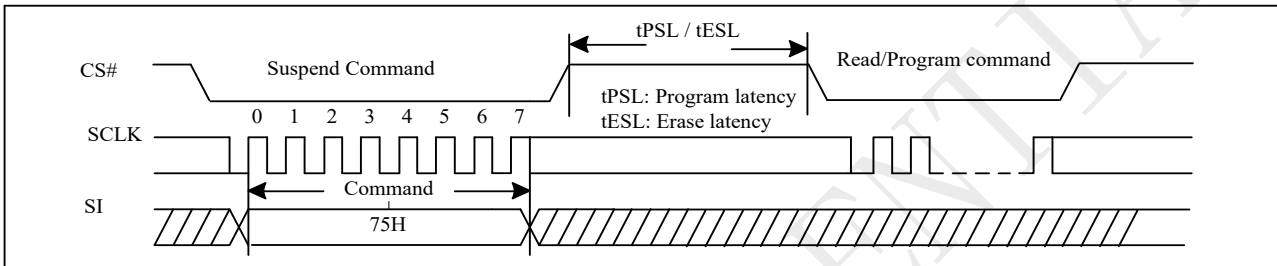 tPSL / tESL
CS#
Suspend Command
Read/Program command
tPSL: Program latency
tESL: Erase latency
SCLK
0 1 2 3 4 5 6 7
Command
SI
75H